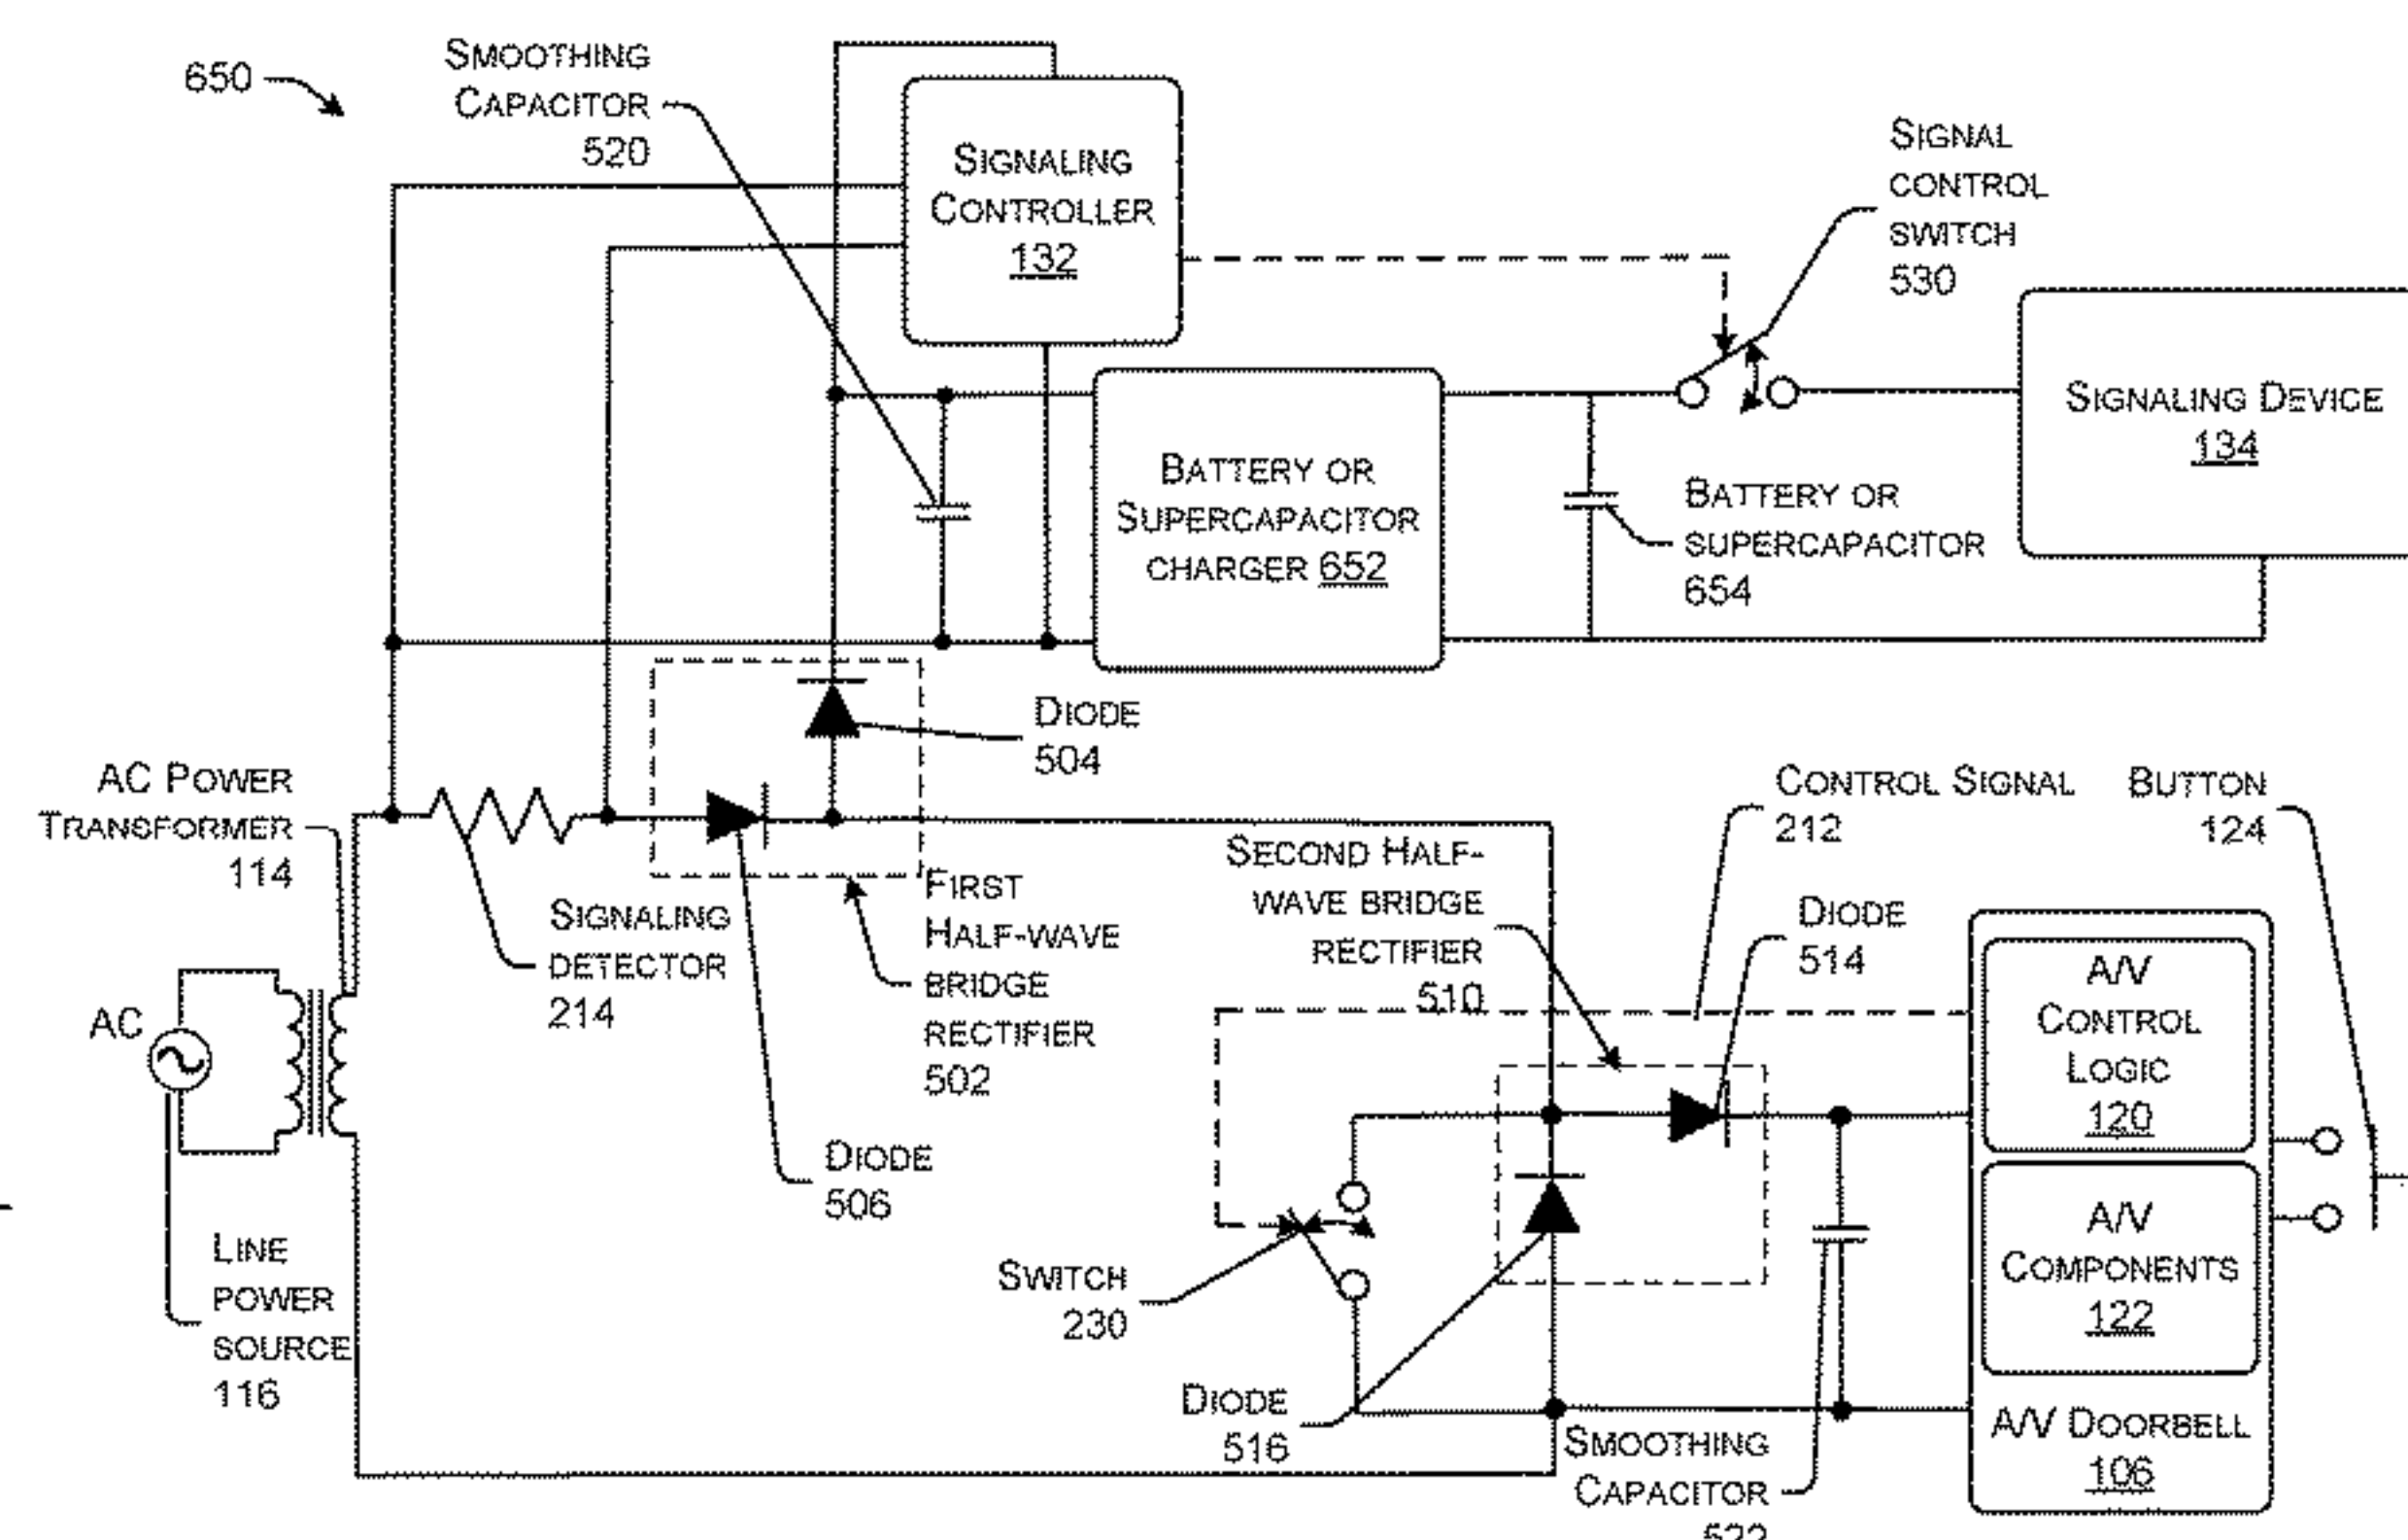 650
SMOOTHING
CAPACITOR
520
SIGNALING
CONTROLLER
132
SIGNAL
CONTROL
SWITCH
530
SIGNALING DEVICE
134
BATTERY OR
SUPERCAPACITOR
CHARGER 652
BATTERY OR
SUPERCAPACITOR
654
DIODE
504
AC POWER
TRANSFORMER
114
SIGNALING
DETECTOR
214
FIRST
HALF-WAVE
BRIDGE
RECTIFIER
502
SECOND HALF-
WAVE BRIDGE
RECTIFIER
510
CONTROL SIGNAL
212
BUTTON
124
DIODE
514
AC
LINE
POWER
SOURCE
116
DIODE
506
SWITCH
230
DIODE
516
SMOOTHING
CAPACITOR
522
A/V
CONTROL
LOGIC
120
A/V
COMPONENTS
122
A/V DOORBELL
106